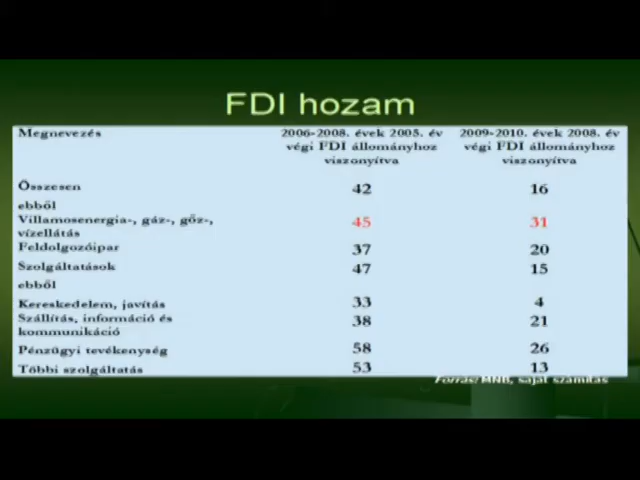 FDI hozam
Megnevezés 2006-2008. évek 2005. év végi FDI állományhoz viszonyítva 2009-2010. évek 2008. év végi FDI állományhoz viszonyítva
Összesen 42 16
ebből
Villamosenergia-, gáz-, gőz-, vízellátás 45 31
Feldolgozóipar 37 20
Szolgáltatások 47 15
ebből
Kereskedelem, javítás 33 4
Szállítás, információ és kommunikáció 38 21
Pénzügyi tevékenység 58 26
Többi szolgáltatás 53 13
Forrás: MNB, saját számítás